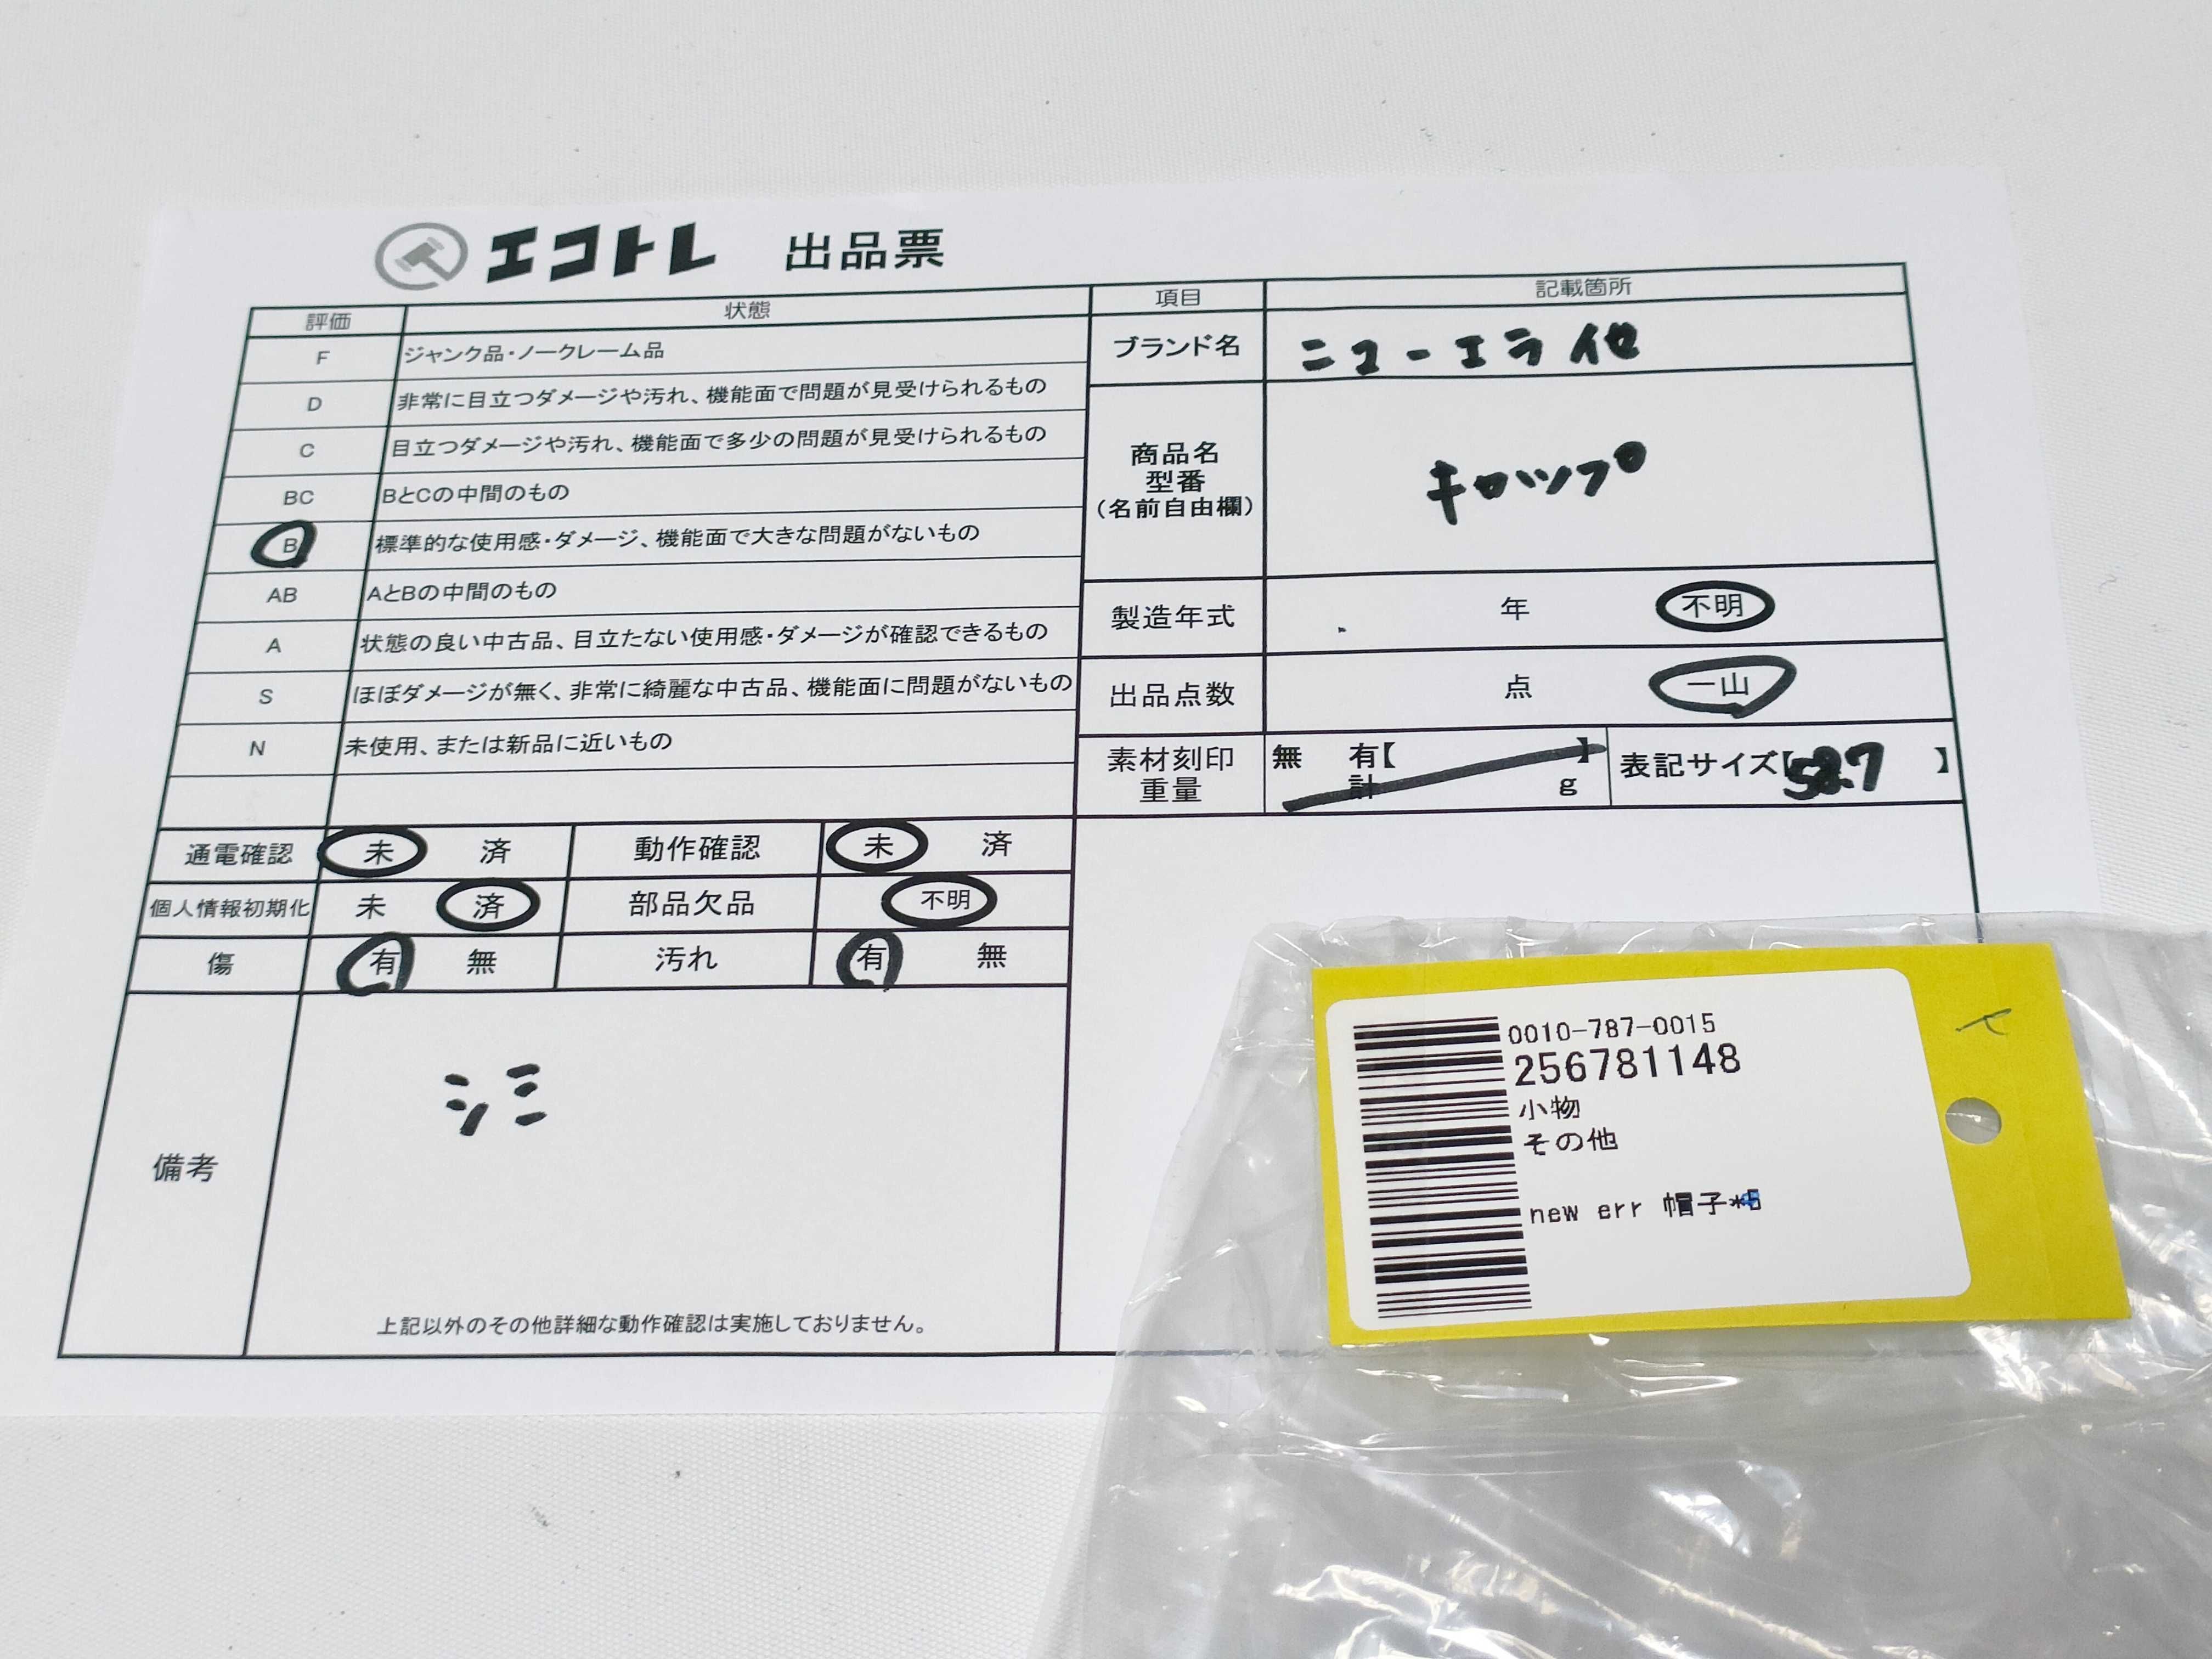 エコトレ 出品票
評価 状態
F ジャンク品・ノークレーム品
D 非常に目立つダメージや汚れ、機能面で問題が見受けられるもの
C 目立つダメージや汚れ、機能面で多少の問題が見受けられるもの
BC BとCの中間のもの
B 標準的な使用感・ダメージ、機能面で大きな問題がないもの
AB AとBの中間のもの
A 状態の良い中古品、目立たない使用感・ダメージが確認できるもの
S ほぼダメージが無く、非常に綺麗な中古品、機能面に問題がないもの
N 未使用、または新品に近いもの
項目 記載箇所
ブランド名 ニューエラ 他
商品名
型番
(名前自由欄)
キャップ
製造年式 年 不明
出品点数 点 一山
素材刻印 無 有【 】
重量 計 g
表記サイズ【58.7 】
通電確認 未 済 動作確認 未 済
個人情報初期化 未 済 部品欠品 不明
傷 有 無 汚れ 有 無
備考
シミ
上記以外のその他詳細な動作確認は実施しておりません。
0010-787-0015
256781148
小物
その他
new err 帽子*